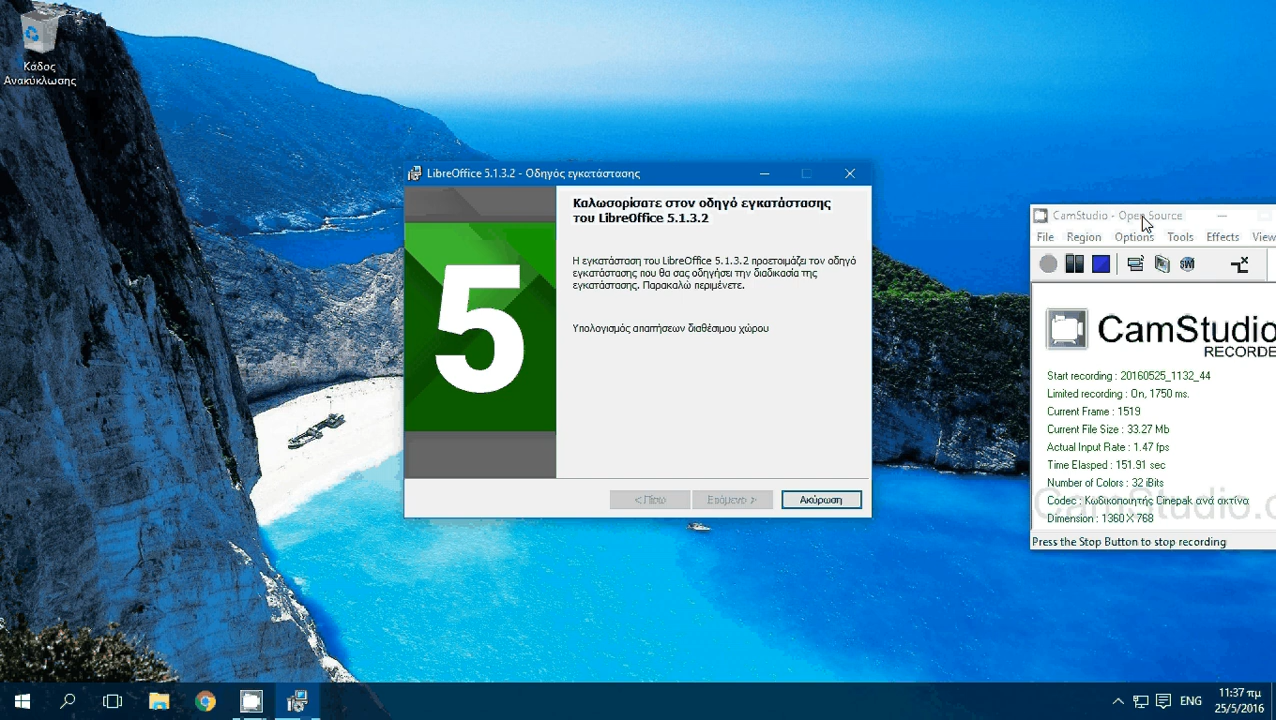 Κάδος
Ανακύκλωσης
LibreOffice 5.1.3.2 - Οδηγός εγκατάστασης
5
Καλωσορίσατε στον οδηγό εγκατάστασης
του LibreOffice 5.1.3.2
Η εγκατάσταση του LibreOffice 5.1.3.2 προετοιμάζει τον οδηγό
εγκατάστασης που θα σας οδηγήσει την διαδικασία της
εγκατάστασης. Παρακαλώ περιμένετε.
Υπολογισμός απαιτήσεων διαθέσιμου χώρου
< Πίσω Επόμενο > Ακύρωση
CamStudio - Open Source
File Region Options Tools Effects View
CamStudio
RECORDE
Start recording : 20160525_1132_44
Limited recording : On, 1750 ms.
Current Frame : 1519
Current File Size : 33.27 Mb
Actual Input Rate : 1.47 fps
Time Elasped : 151.91 sec
Number of Colors : 32 iBits
Codec : Κωδικοποιητής Cinepak ανά ακτίνα
Dimension : 1360 X 768
CamStudio.o
Press the Stop Button to stop recording
ENG
11:37 πμ
25/5/2016